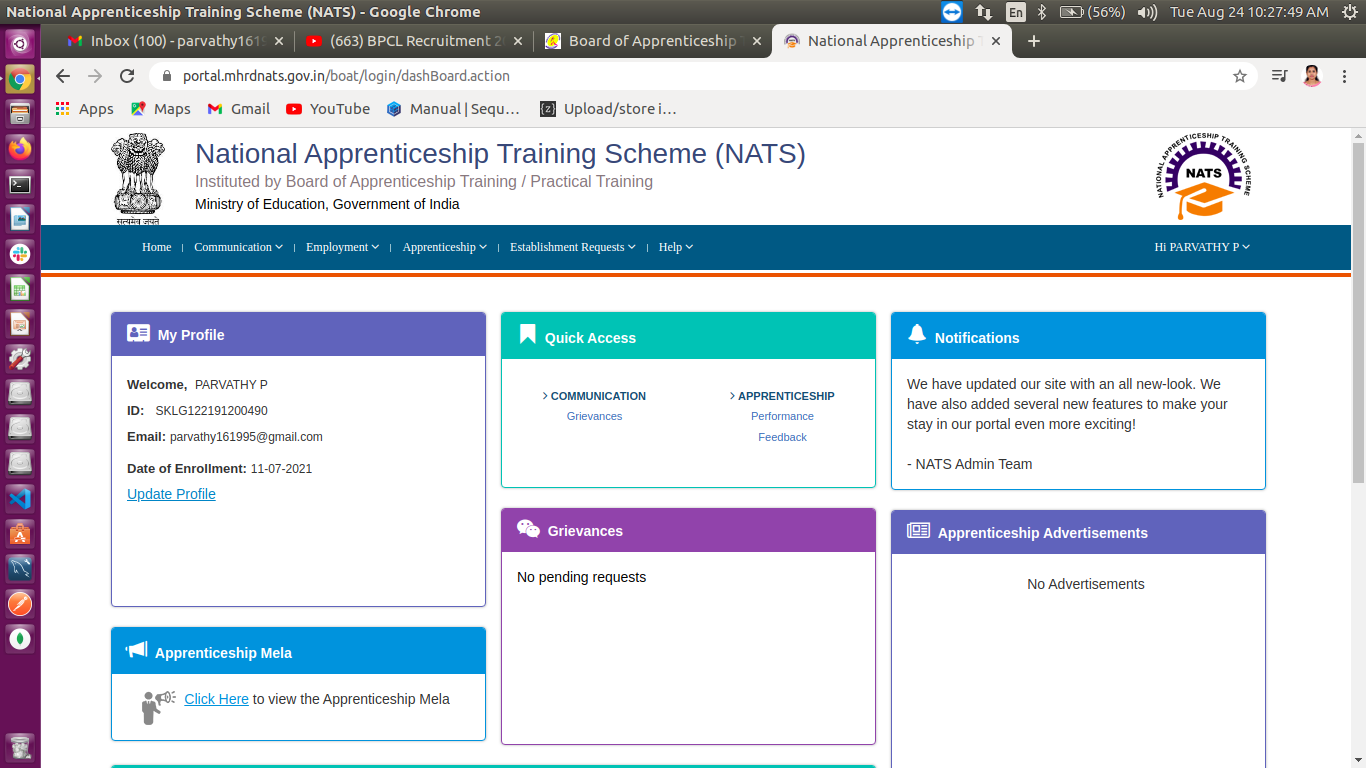 National Apprenticeship Training Scheme (NATS) - Google Chrome
En (56%) Tue Aug 24 10:27:49 AM
Inbox (100) - parvathy161 (663) BPCL Recruitment 2 Board of Apprenticeship National Apprenticeship
portal.mhrdnats.gov.in/boat/login/dashBoard.action
Apps Maps Gmail YouTube Manual | Sequ... {z} Upload/store i...
National Apprenticeship Training Scheme (NATS)
Instituted by Board of Apprenticeship Training / Practical Training
Ministry of Education, Government of India
सत्यमेव जयते
NATIONAL APPRENTICESHIP TRAINING SCHEME
NATS
Home Communication Employment Apprenticeship Establishment Requests Help Hi PARVATHY P
My Profile
Welcome, PARVATHY P
ID: SKLG122191200490
Email: parvathy161995@gmail.com
Date of Enrollment: 11-07-2021
Update Profile
Apprenticeship Mela
Click Here to view the Apprenticeship Mela
Quick Access
COMMUNICATION
Grievances
APPRENTICESHIP
Performance
Feedback
Grievances
No pending requests
Notifications
We have updated our site with an all new-look. We
have also added several new features to make your
stay in our portal even more exciting!
- NATS Admin Team
Apprenticeship Advertisements
No Advertisements